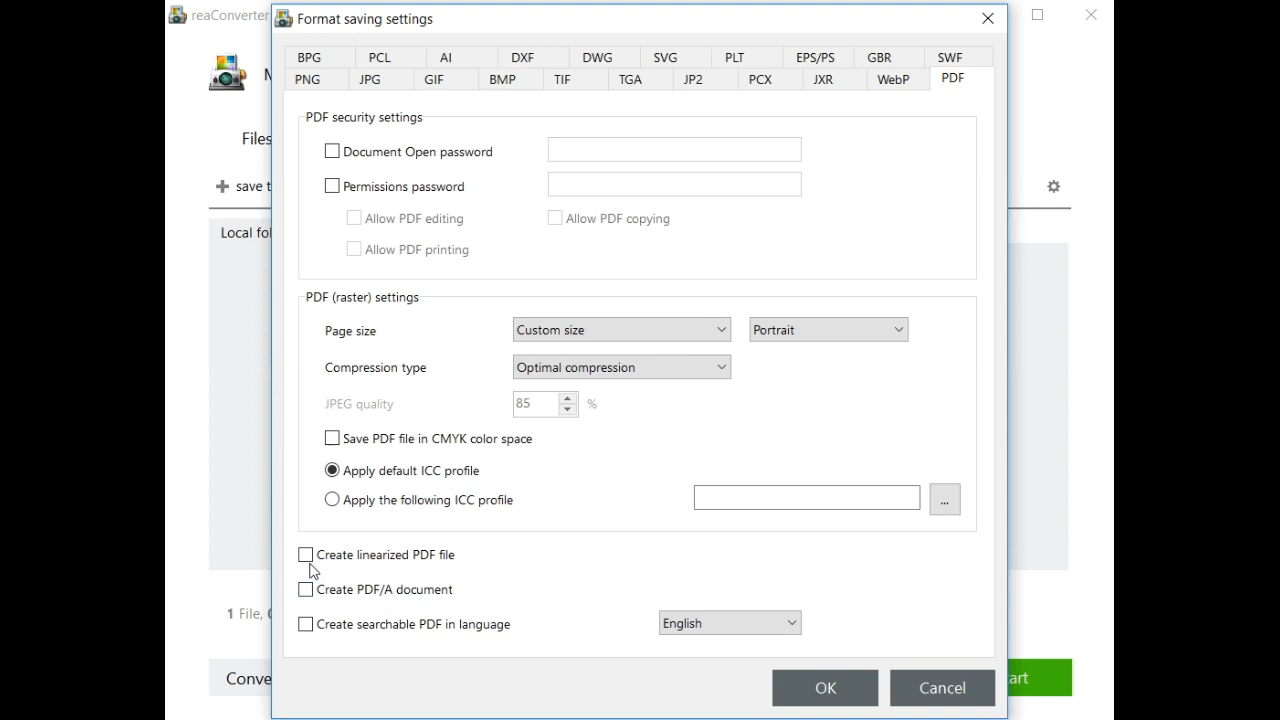 reaConverter
Format saving settings
M
Files
save t
Local fol
1 File,
Conve
art
BPG PCL AI DXF DWG SVG PLT EPS/PS GBR SWF
PNG JPG GIF BMP TIF TGA JP2 PCX JXR WebP PDF
PDF security settings
Document Open password
Permissions password
Allow PDF editing Allow PDF copying
Allow PDF printing
PDF (raster) settings
Page size Custom size Portrait
Compression type Optimal compression
JPEG quality 85 %
Save PDF file in CMYK color space
Apply default ICC profile
Apply the following ICC profile ...
Create linearized PDF file
Create PDF/A document
Create searchable PDF in language English
OK Cancel